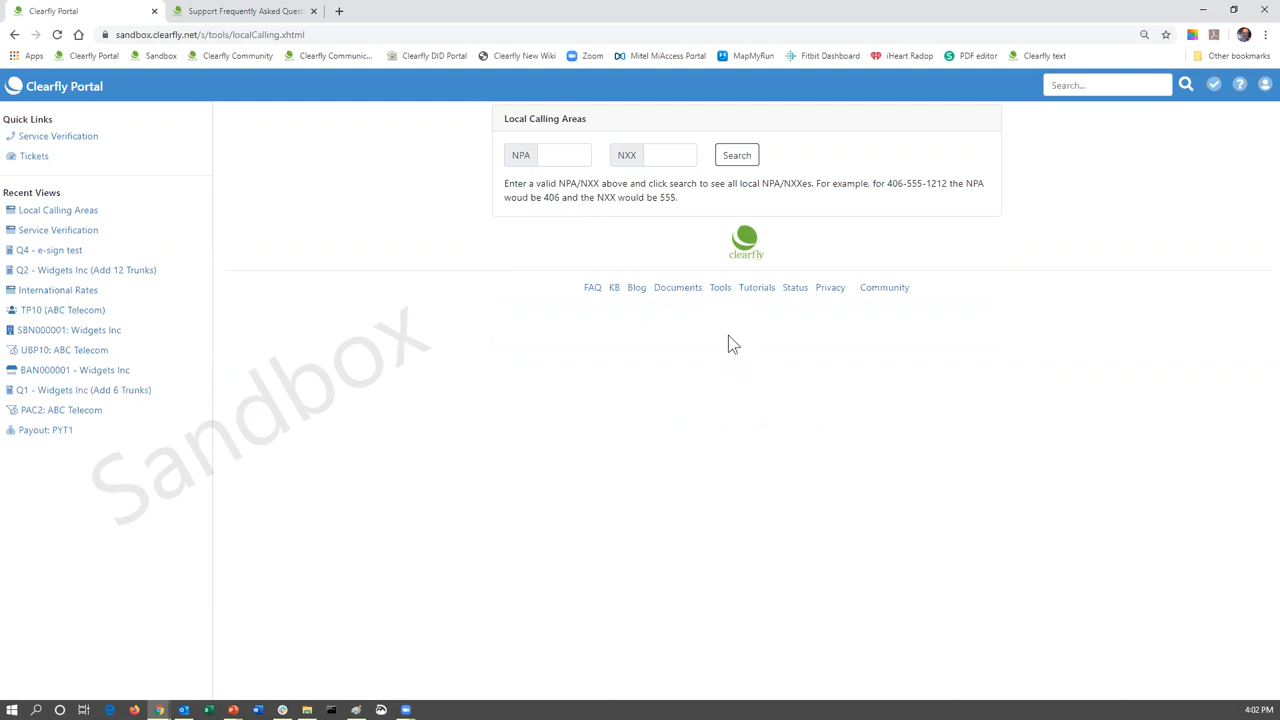 Clearfly Portal
Support Frequently Asked Quest
sandbox.clearfly.net/s/tools/localCalling.xhtml
Apps
Clearfly Portal
Sandbox
Clearfly Community
Clearfly Communic...
Clearfly DID Portal
Clearfly New Wiki
Zoom
Mitel MiAccess Portal
MapMyRun
Fitbit Dashboard
iHeart Radop
PDF editor
Clearfly text
Other bookmarks
Clearfly Portal
Search...
Quick Links
Service Verification
Tickets
Recent Views
Local Calling Areas
Service Verification
Q4 - e-sign test
Q2 - Widgets Inc (Add 12 Trunks)
International Rates
TP10 (ABC Telecom)
SBN000001: Widgets Inc
UBP10: ABC Telecom
BAN000001 - Widgets Inc
Q1 - Widgets Inc (Add 6 Trunks)
PAC2: ABC Telecom
Payout: PYT1
Local Calling Areas
NPA
NXX
Search
Enter a valid NPA/NXX above and click search to see all local NPA/NXXes. For example, for 406-555-1212 the NPA
woud be 406 and the NXX would be 555.
clearfly
FAQ KB Blog Documents Tools Tutorials Status Privacy Community
Sandbox
4:02 PM